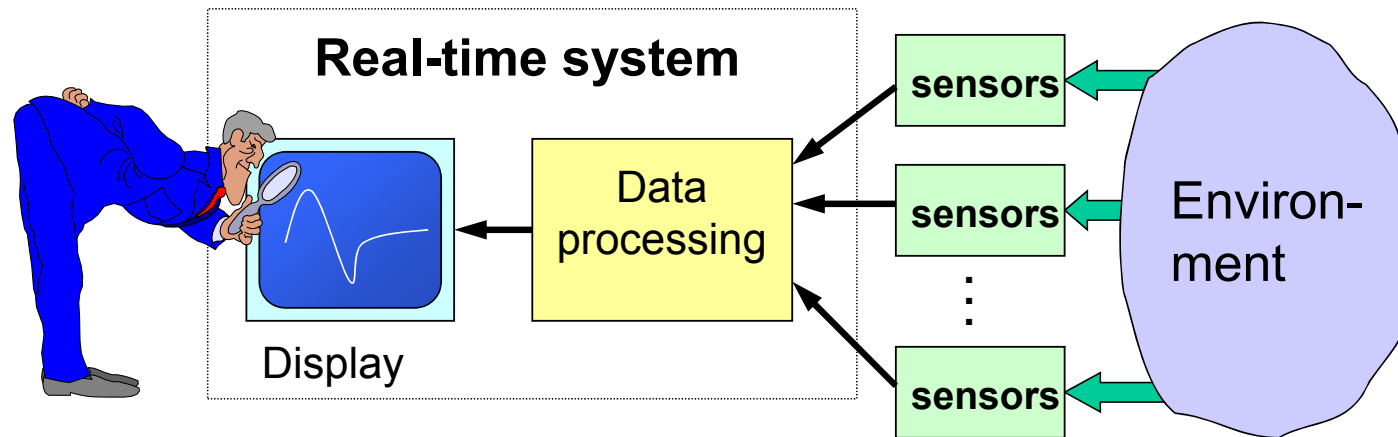 Real-time system
sensors
Data
processing
sensors
Environ-
ment
Display
sensors